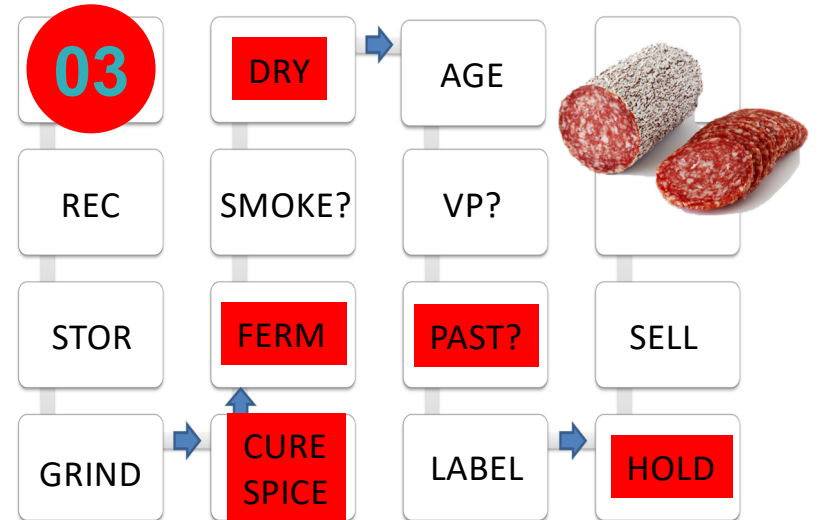 03
REC
STOR
GRIND
CURE
SPICE
FERM
SMOKE?
DRY
AGE
VP?
PAST?
LABEL
HOLD
SELL